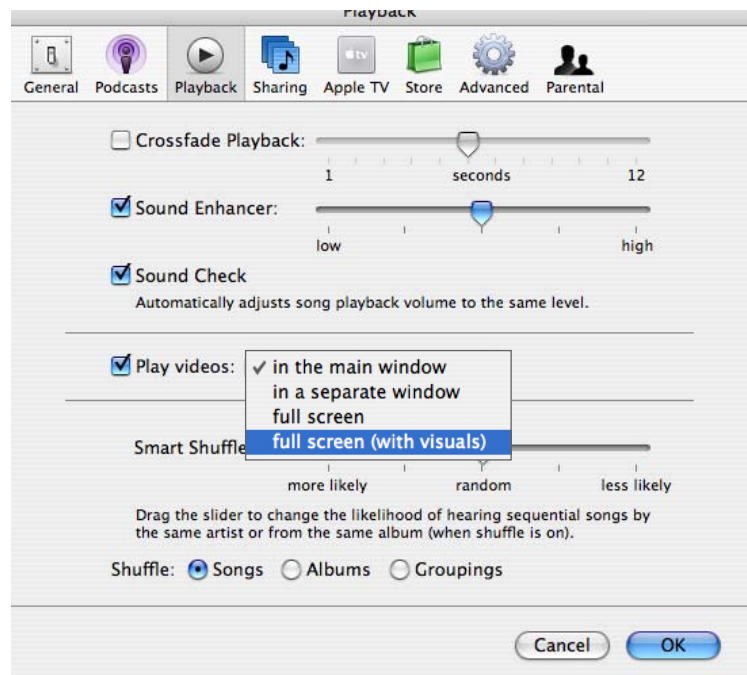 Playback
General Podcasts Playback Sharing Apple TV Store Advanced Parental
Crossfade Playback:
1 seconds 12
Sound Enhancer:
low high
Sound Check
Automatically adjusts song playback volume to the same level.
Play videos: ✓ in the main window
in a separate window
full screen
full screen (with visuals)
Smart Shuffle
more likely random less likely
Drag the slider to change the likelihood of hearing sequential songs by
the same artist or from the same album (when shuffle is on).
Shuffle: Songs Albums Groupings
Cancel OK